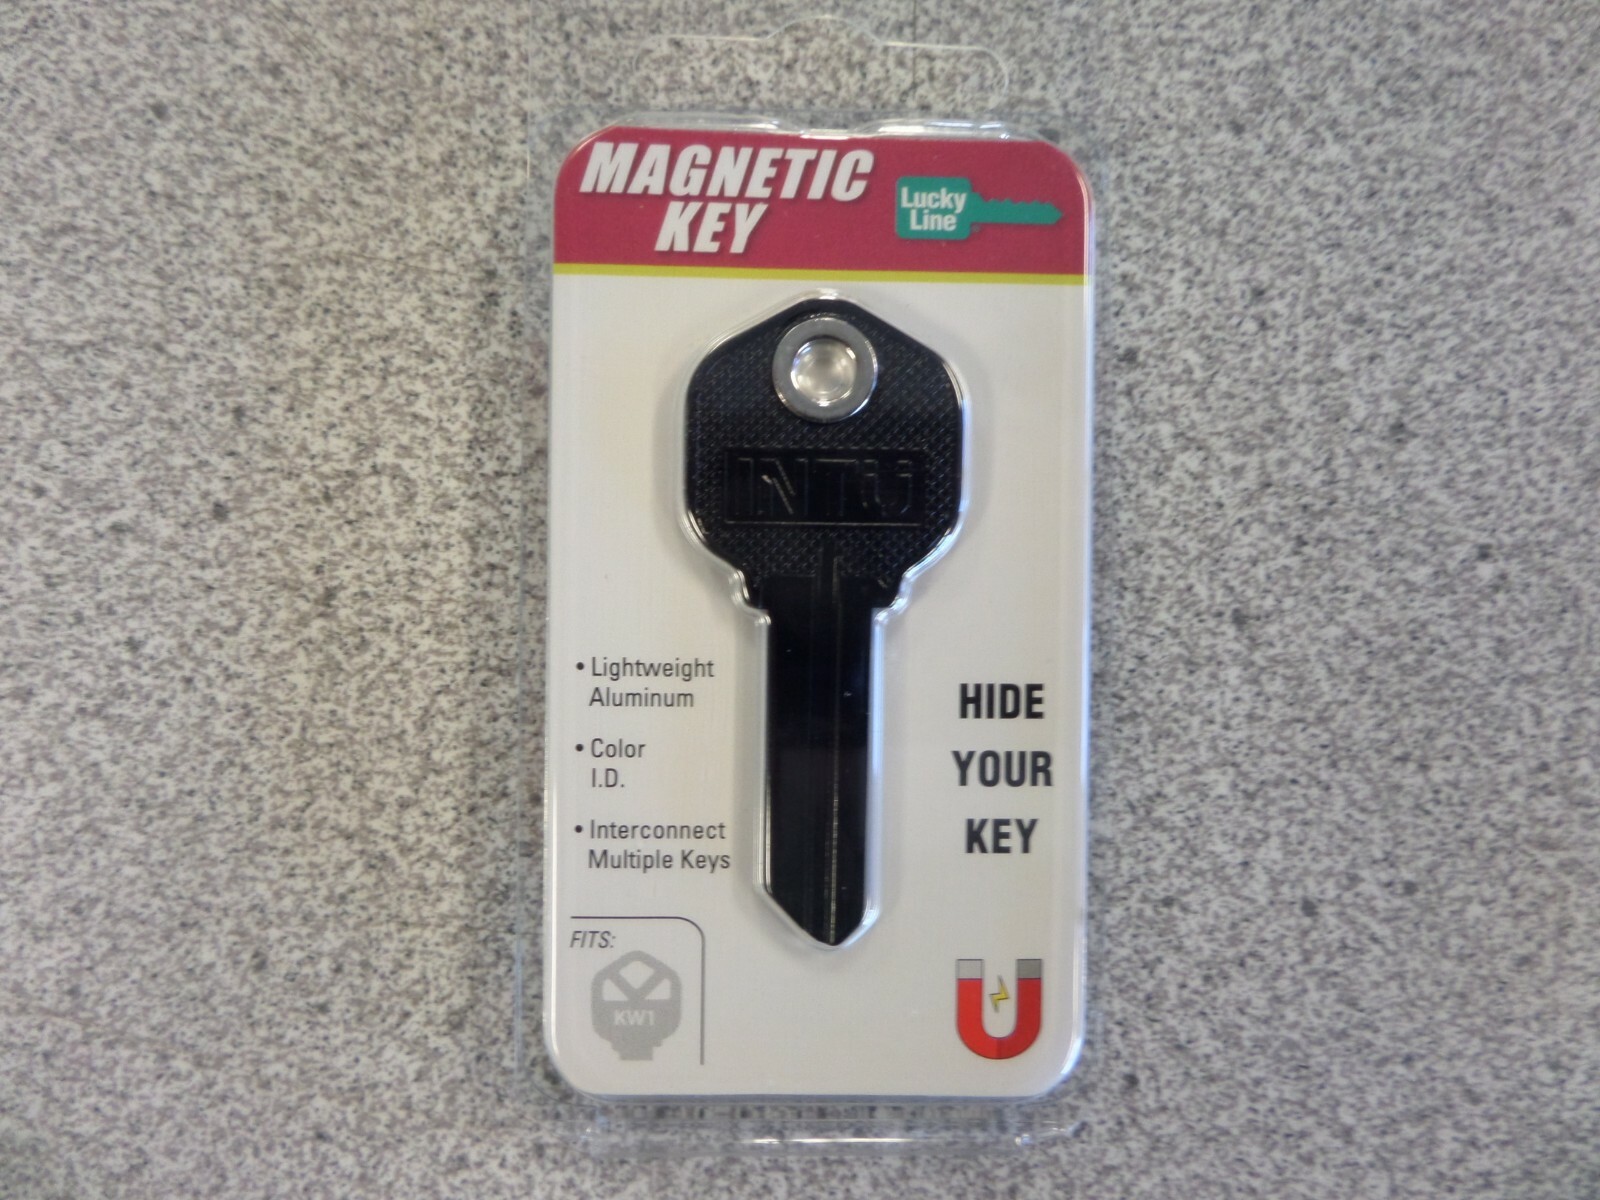 MAGNETIC
KEY
Lucky
Line
INTU
• Lightweight
Aluminum
• Color
I.D.
• Interconnect
Multiple Keys
HIDE
YOUR
KEY
FITS:
KW1